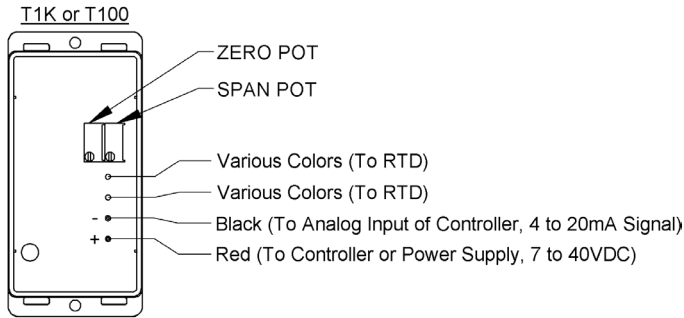 T1K or T100
ZERO POT
SPAN POT
Various Colors (To RTD)
Various Colors (To RTD)
- Black (To Analog Input of Controller, 4 to 20mA Signal)
+ Red (To Controller or Power Supply, 7 to 40VDC)